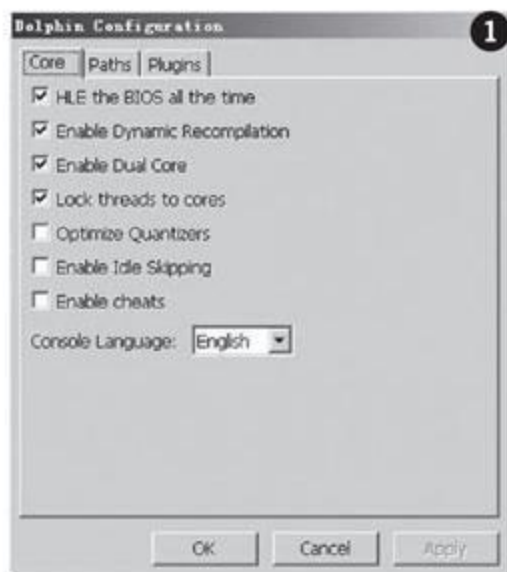 Dolphin Configuration
1
Core Paths Plugins
HLE the BIOS all the time
Enable Dynamic Recompilation
Enable Dual Core
Lock threads to cores
Optimize Quantizers
Enable Idle Skipping
Enable cheats
Console Language: English
OK Cancel Apply